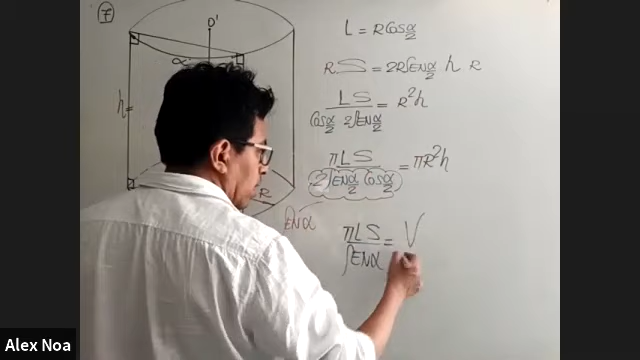 7
O'
α
h
R
L = R Cos α/2
R S = 2R SEN α/2 h R
LS / (Cos α/2 2 SEN α/2) = R²h
πLS / (2 SEN α/2 Cos α/2) = πR²h
SEN α
πLS / SEN α = V
Alex Noa